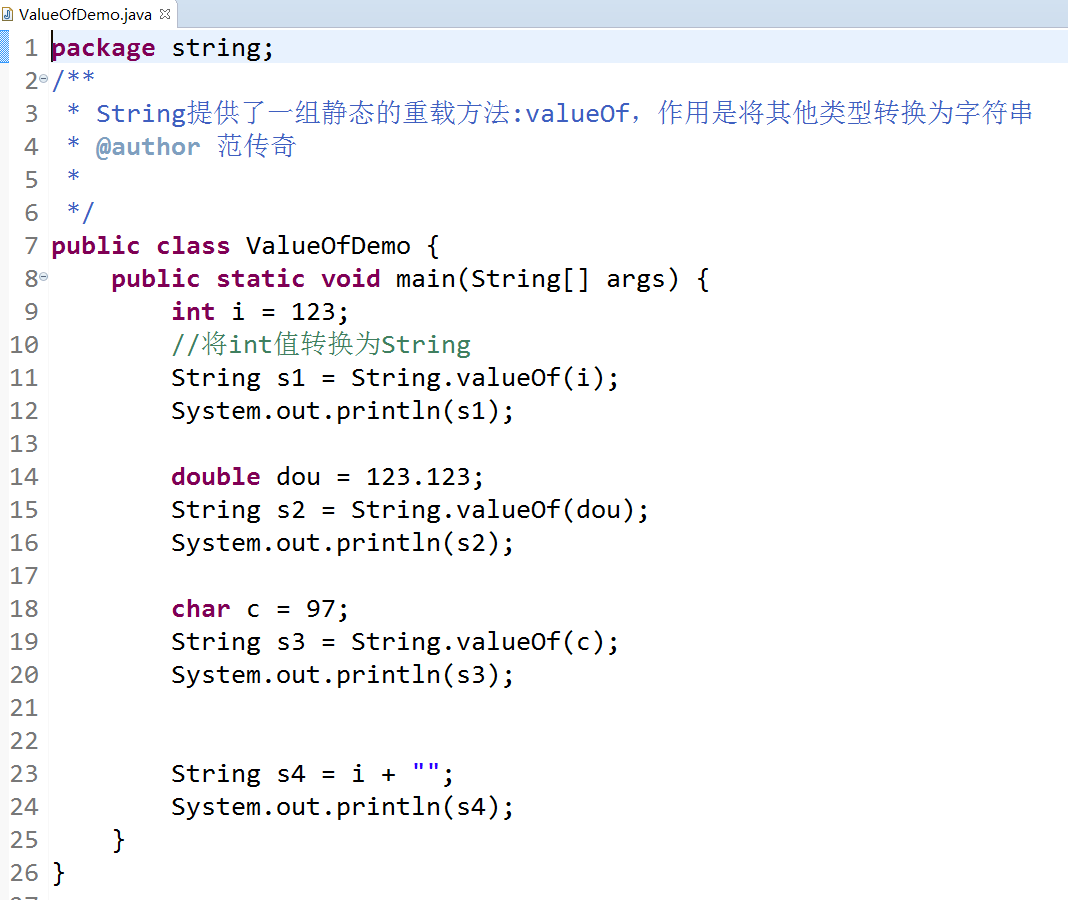 ValueOfDemo.java
1 package string;
2 /**
3  * String提供了一组静态的重载方法:valueOf，作用是将其他类型转换为字符串
4  * @author 范传奇
5  *
6  */
7 public class ValueOfDemo {
8     public static void main(String[] args) {
9         int i = 123;
10         //将int值转换为String
11         String s1 = String.valueOf(i);
12         System.out.println(s1);
13
14         double dou = 123.123;
15         String s2 = String.valueOf(dou);
16         System.out.println(s2);
17
18         char c = 97;
19         String s3 = String.valueOf(c);
20         System.out.println(s3);
21
22
23         String s4 = i + "";
24         System.out.println(s4);
25     }
26 }